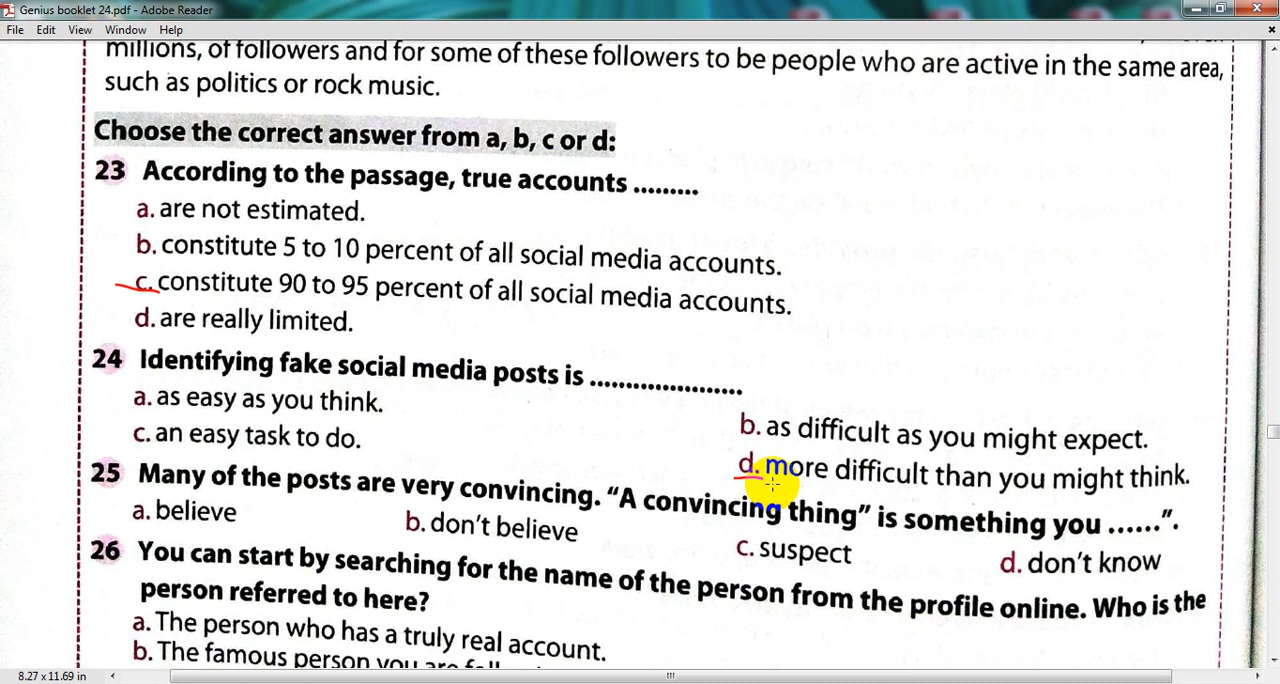 Genius booklet 24.pdf - Adobe Reader
File Edit View Window Help
millions, of followers and for some of these followers to be people who are active in the same area,
such as politics or rock music.
Choose the correct answer from a, b, c or d:
23 According to the passage, true accounts .........
a. are not estimated.
b. constitute 5 to 10 percent of all social media accounts.
c. constitute 90 to 95 percent of all social media accounts.
d. are really limited.
24 Identifying fake social media posts is ......................
a. as easy as you think.
b. as difficult as you might expect.
c. an easy task to do.
d. more difficult than you might think.
25 Many of the posts are very convincing. “A convincing thing” is something you ......”.
a. believe
b. don’t believe
c. suspect
d. don’t know
26 You can start by searching for the name of the person from the profile online. Who is the
person referred to here?
a. The person who has a truly real account.
b. The famous person you are
8.27 x 11.69 in